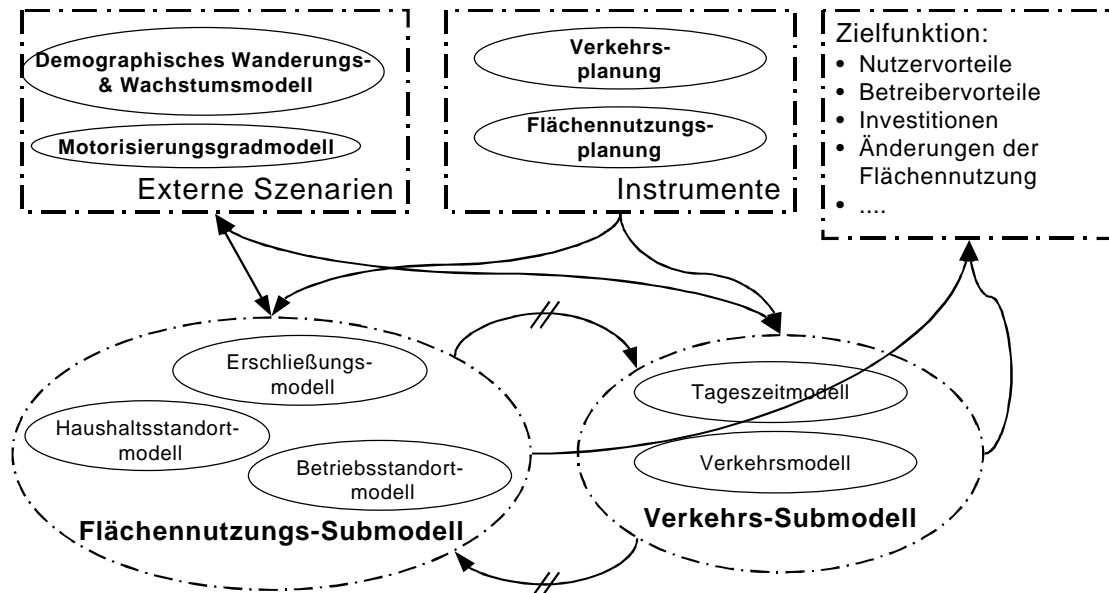 Demographisches Wanderungs-
& Wachstumsmodell
Motorisierungsgradmodell
Externe Szenarien
Verkehrs-
planung
Flächennutzungs-
planung
Instrumente
Zielfunktion:
• Nutzervorteile
• Betreibervorteile
• Investitionen
• Änderungen der
Flächennutzung
• ....
Erschließungs-
modell
Haushaltsstandort-
modell
Betriebsstandort-
modell
Flächennutzungs-Submodell
Tageszeitmodell
Verkehrsmodell
Verkehrs-Submodell